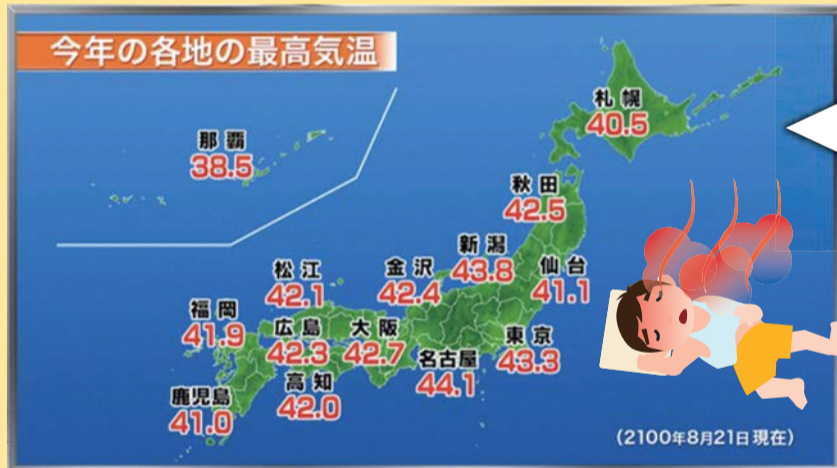 今年の各地の最高気温
札幌
40.5
那覇
38.5
秋田
42.5
新潟
43.8
仙台
41.1
金沢
42.4
松江
42.1
福岡
41.9
広島
42.3
大阪
42.7
東京
43.3
名古屋
44.1
高知
42.0
鹿児島
41.0
(2100年8月21日現在)